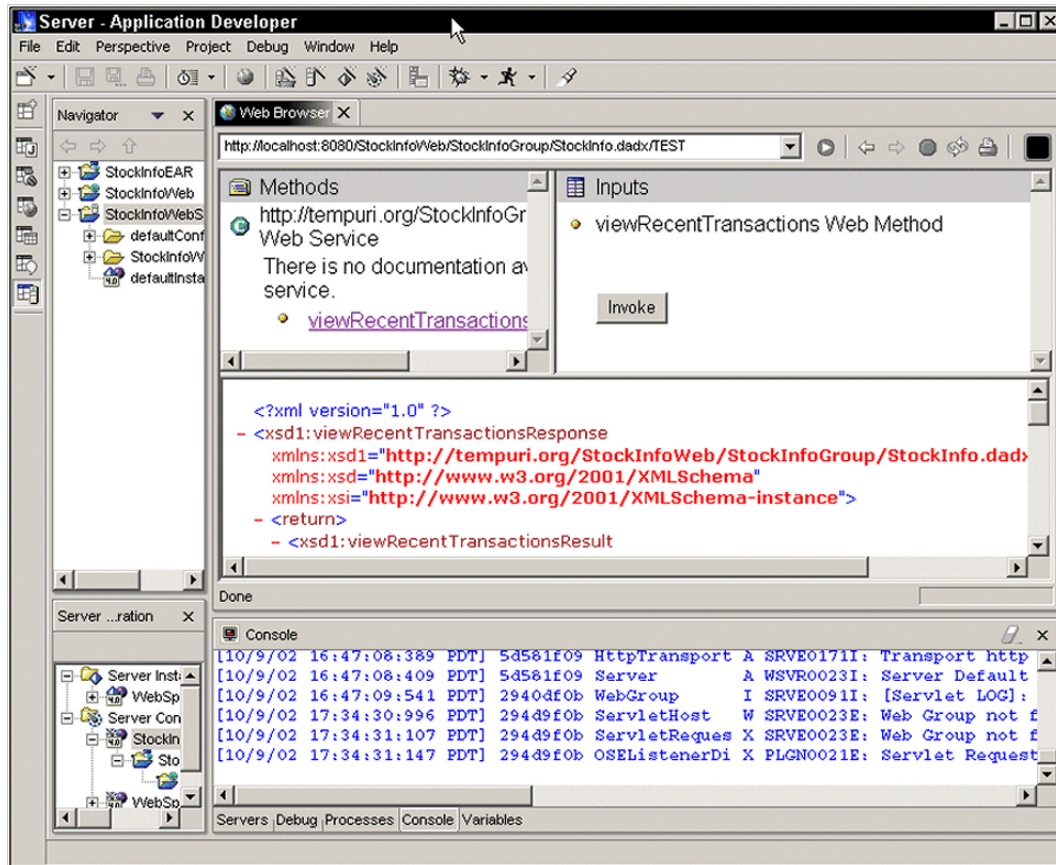 Server - Application Developer
File Edit Perspective Project Debug Window Help
Navigator
StockInfoEAR
StockInfoWeb
StockInfoWebS
defaultConf
StockInfoW
defaultInsta
Web Browser
http://localhost:8080/StockInfoWeb/StockInfoGroup/StockInfo.dadx/TEST
Methods
http://tempuri.org/StockInfoGr
Web Service
There is no documentation av
service.
viewRecentTransactions
Inputs
viewRecentTransactions Web Method
Invoke
<?xml version="1.0" ?>
- <xsd1:viewRecentTransactionsResponse
xmlns:xsd1="http://tempuri.org/StockInfoWeb/StockInfoGroup/StockInfo.dadx
xmlns:xsd="http://www.w3.org/2001/XMLSchema"
xmlns:xsi="http://www.w3.org/2001/XMLSchema-instance">
- <return>
- <xsd1:viewRecentTransactionsResult
Done
Server ...ration
Server Insta
WebSp
Server Con
StockIn
Sto
WebSp
Console
[10/9/02 16:47:08:389 PDT] 5d581f09 HttpTransport A SRVE0171I: Transport http
[10/9/02 16:47:08:409 PDT] 5d581f09 Server A WSVR0023I: Server Default
[10/9/02 16:47:09:541 PDT] 2940df0b WebGroup I SRVE0091I: [Servlet LOG]:
[10/9/02 17:34:30:996 PDT] 294d9f0b ServletHost W SRVE0023E: Web Group not f
[10/9/02 17:34:31:107 PDT] 294d9f0b ServletReques X SRVE0023E: Web Group not f
[10/9/02 17:34:31:147 PDT] 294d9f0b OSEListenerDi X PLGN0021E: Servlet Request
Servers Debug Processes Console Variables